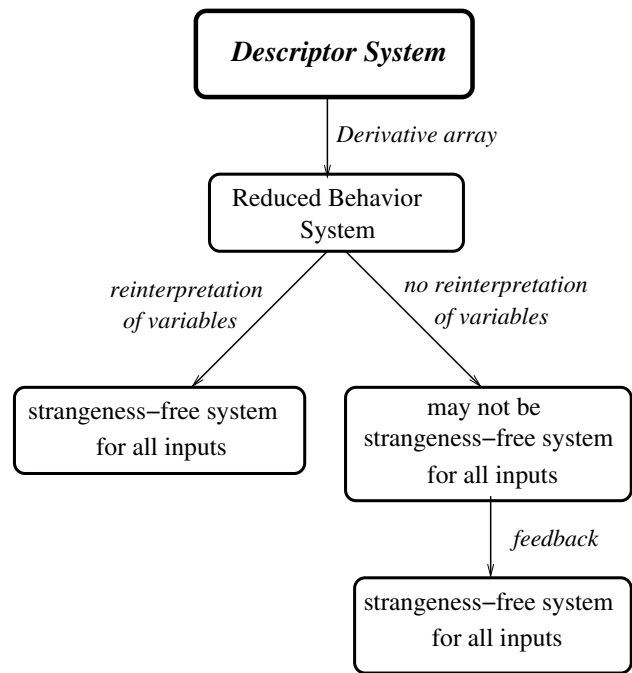 Descriptor System
Derivative array
Reduced Behavior
System
reinterpretation
of variables
no reinterpretation
of variables
strangeness−free system
for all inputs
may not be
strangeness−free system
for all inputs
feedback
strangeness−free system
for all inputs